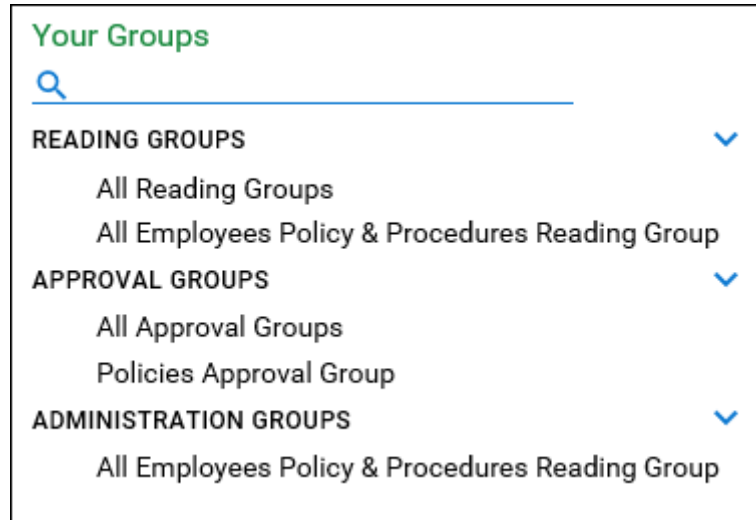 Your Groups
READING GROUPS
All Reading Groups
All Employees Policy & Procedures Reading Group
APPROVAL GROUPS
All Approval Groups
Policies Approval Group
ADMINISTRATION GROUPS
All Employees Policy & Procedures Reading Group